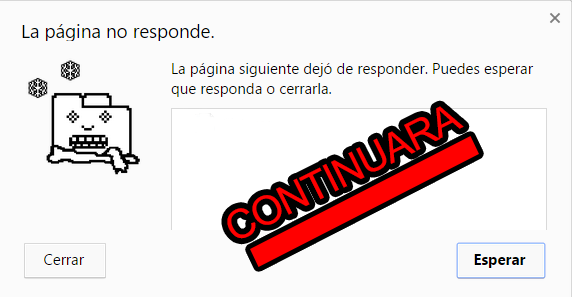 La página no responde.
La página siguiente dejó de responder. Puedes esperar
que responda o cerrarla.
CONTINUARA
Cerrar
Esperar